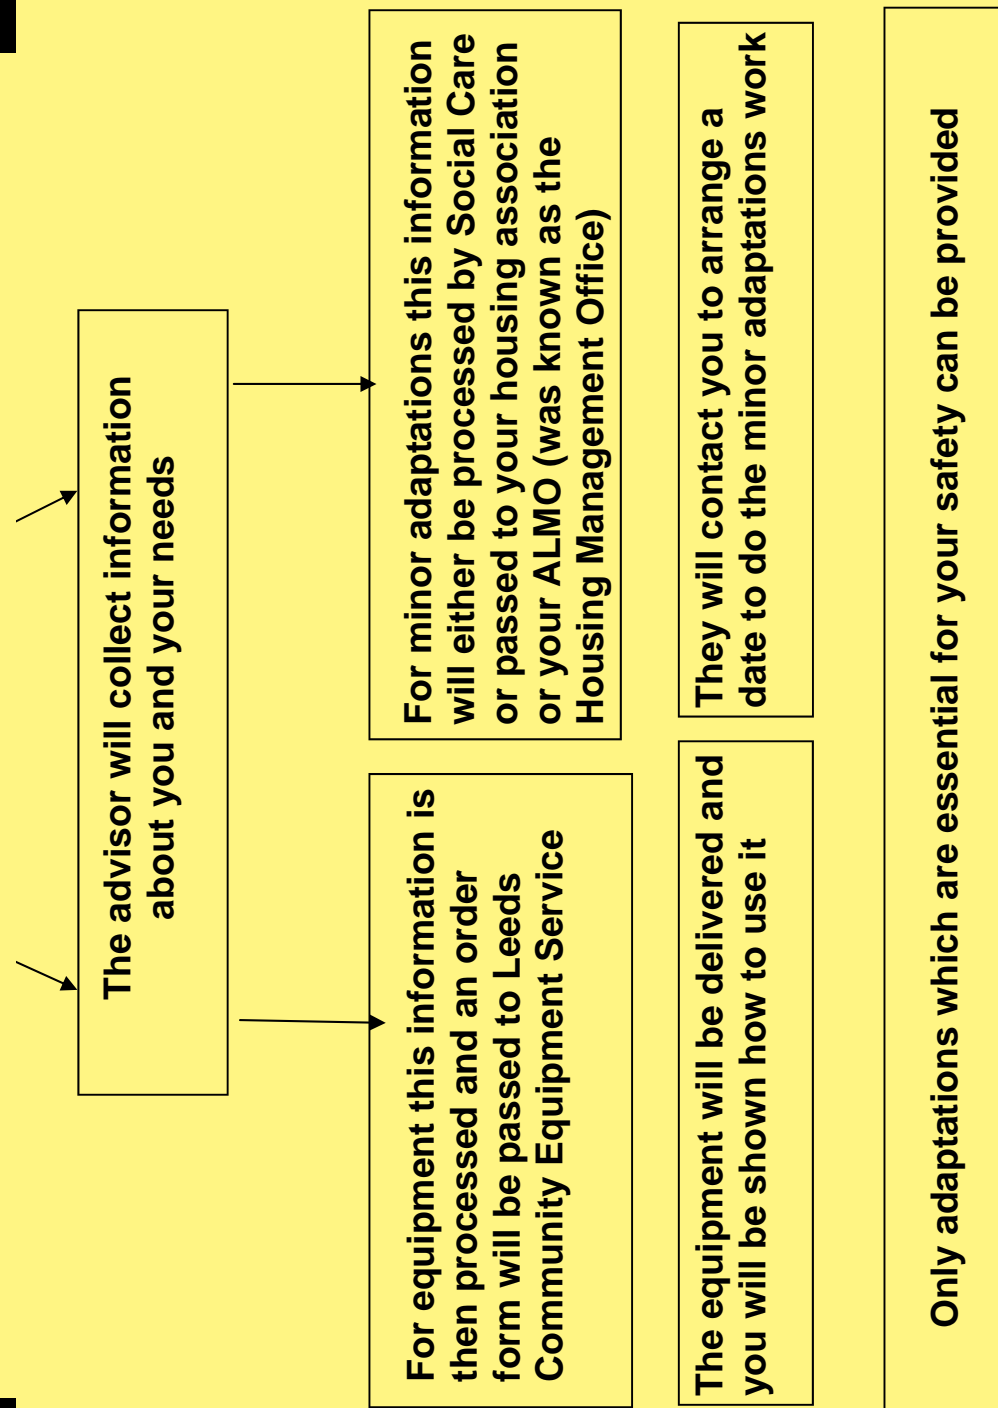 The advisor will collect information
about you and your needs
For equipment this information is
then processed and an order
form will be passed to Leeds
Community Equipment Service
For minor adaptations this information
will either be processed by Social Care
or passed to your housing association
or your ALMO (was known as the
Housing Management Office)
The equipment will be delivered and
you will be shown how to use it
They will contact you to arrange a
date to do the minor adaptations work
Only adaptations which are essential for your safety can be provided